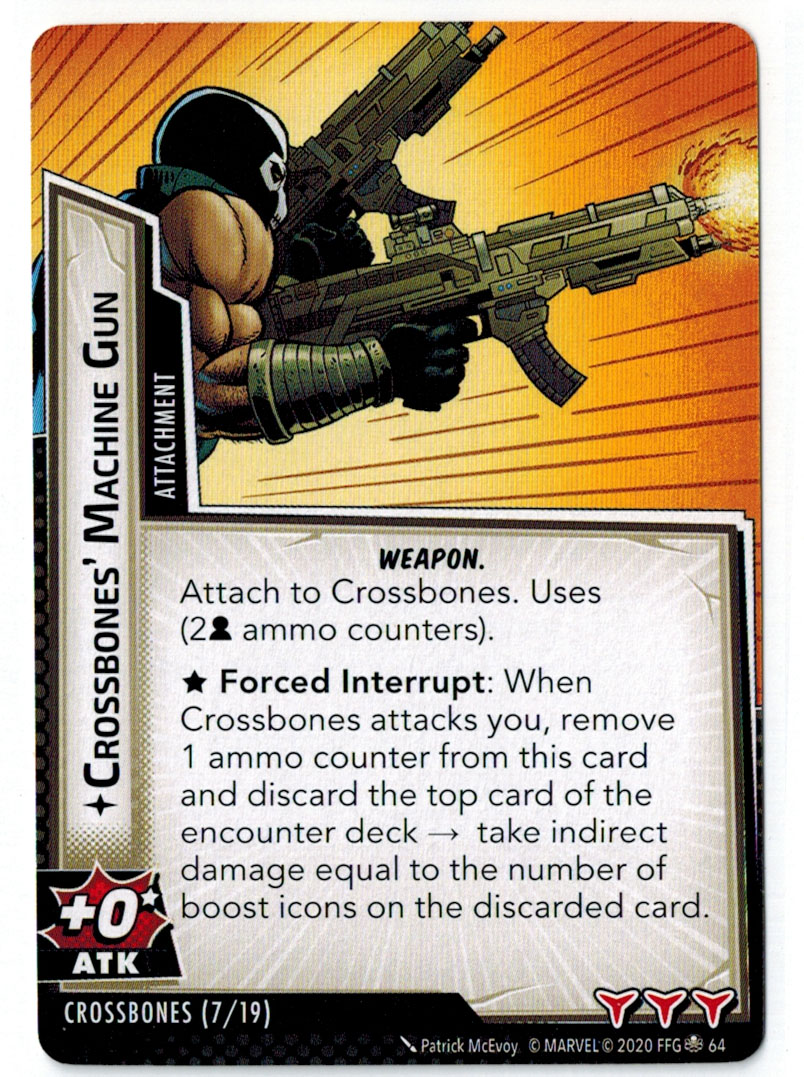 CROSSBONES' MACHINE GUN
ATTACHMENT
WEAPON.
Attach to Crossbones. Uses
(2 ammo counters).
★ Forced Interrupt: When
Crossbones attacks you, remove
1 ammo counter from this card
and discard the top card of the
encounter deck → take indirect
damage equal to the number of
boost icons on the discarded card.
+0★
ATK
CROSSBONES (7/19)
Patrick McEvoy © MARVEL © 2020 FFG 64